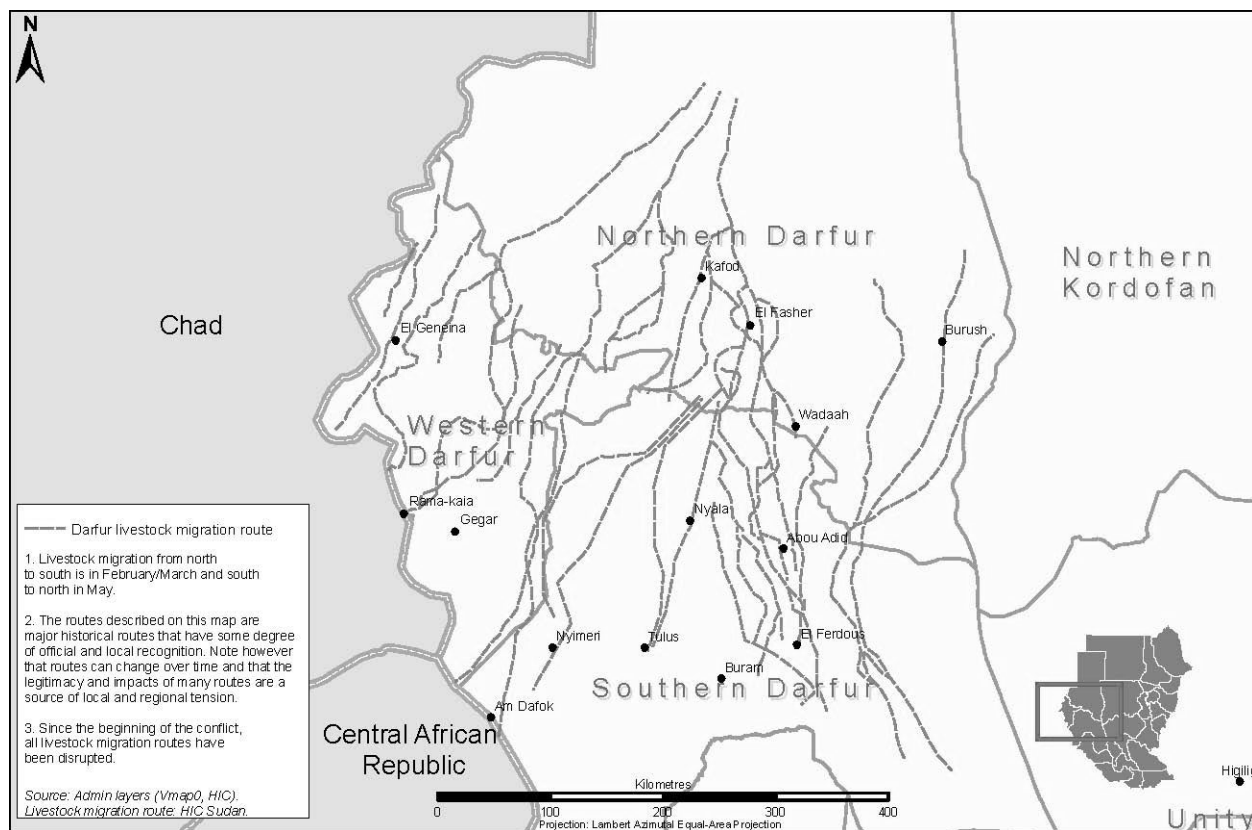 N
Northern Darfur
Kafod
Northern
Kordofan
El Fasher
Chad
El Geneina
Burush
Wadaah
Western
Darfur
Rama-kaia
Gegar
Nyala
Abou Adid
Darfur livestock migration route
1. Livestock migration from north
to south is in February/March and south
to north in May.
2. The routes described on this map are
major historical routes that have some degree
of official and local recognition. Note however
that routes can change over time and that the
legitimacy and impacts of many routes are a
source of local and regional tension.
3. Since the beginning of the conflict,
all livestock migration routes have
been disrupted.
Source: Admin layers (Vmap0, HIC).
Livestock migration route: HIC Sudan.
Nyimeri
Tulus
El Ferdous
Buram
Southern Darfur
Am Dafok
Central African
Republic
Kilometres
0 100 200 300 400
Projection: Lambert Azimutal Equal-Area Projection
Higlig
Unity